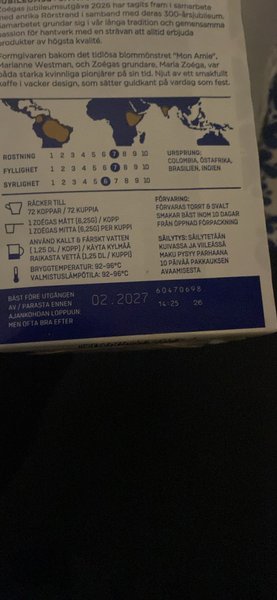 Zoégas jubileumsutgåva 2026 har tagits fram i samarbete
med anrika Rörstrand i samband med deras 300-årsjubileum.
Samarbetet grundar sig i vår långa tradition och gemensamma
passion för hantverk med en strävan att alltid erbjuda
produkter av högsta kvalité.
Formgivaren bakom det tidlösa blommönstret "Mon Amie",
Marianne Westman, och Zoégas grundare, Maria Zoéga, var
båda starka kvinnliga pionjärer på sin tid. Njut av ett smakfullt
kaffe i vacker design, som sätter guldkant på vardag som fest.
ROSTNING 1 2 3 4 5 6 7 8 9 10
FYLLIGHET 1 2 3 4 5 6 7 8 9 10
SYRLIGHET 1 2 3 4 5 6 7 8 9 10
URSPRUNG:
COLOMBIA, ÖSTAFRIKA,
BRASILIEN, INDIEN
RÄCKER TILL
72 KOPPAR / 72 KUPPIA
1 ZOÉGAS MÅTT (6,25G) / KOPP
1 ZOÉGAS MITTA (6,25G) PER KUPPI
ANVÄND KALLT & FÄRSKT VATTEN
(1,25 DL / KOPP) / KÄYTÄ KYLMÄÄ
RAIKASTA VETTÄ (1,25 DL / KUPPI)
BRYGGTEMPERATUR: 92-96°C
VALMISTUSLÄMPÖTILA: 92-96°C
FÖRVARING:
FÖRVARAS TORRT & SVALT
SMAKAR BÄST INOM 10 DAGAR
FRÅN ÖPPNAD FÖRPACKNING
SÄILYTYS: SÄILYTETÄÄN
KUIVASSA JA VIILEÄSSÄ
MAKU PYSYY PARHAANA
10 PÄIVÄÄ PAKKAUKSEN
AVAAMISESTA
BÄST FÖRE UTGÅNGEN
AV / PARASTA ENNEN
AJANKOHDAN LOPPUUN:
MEN OFTA BRA EFTER
02.2027
60470698
14:25 26